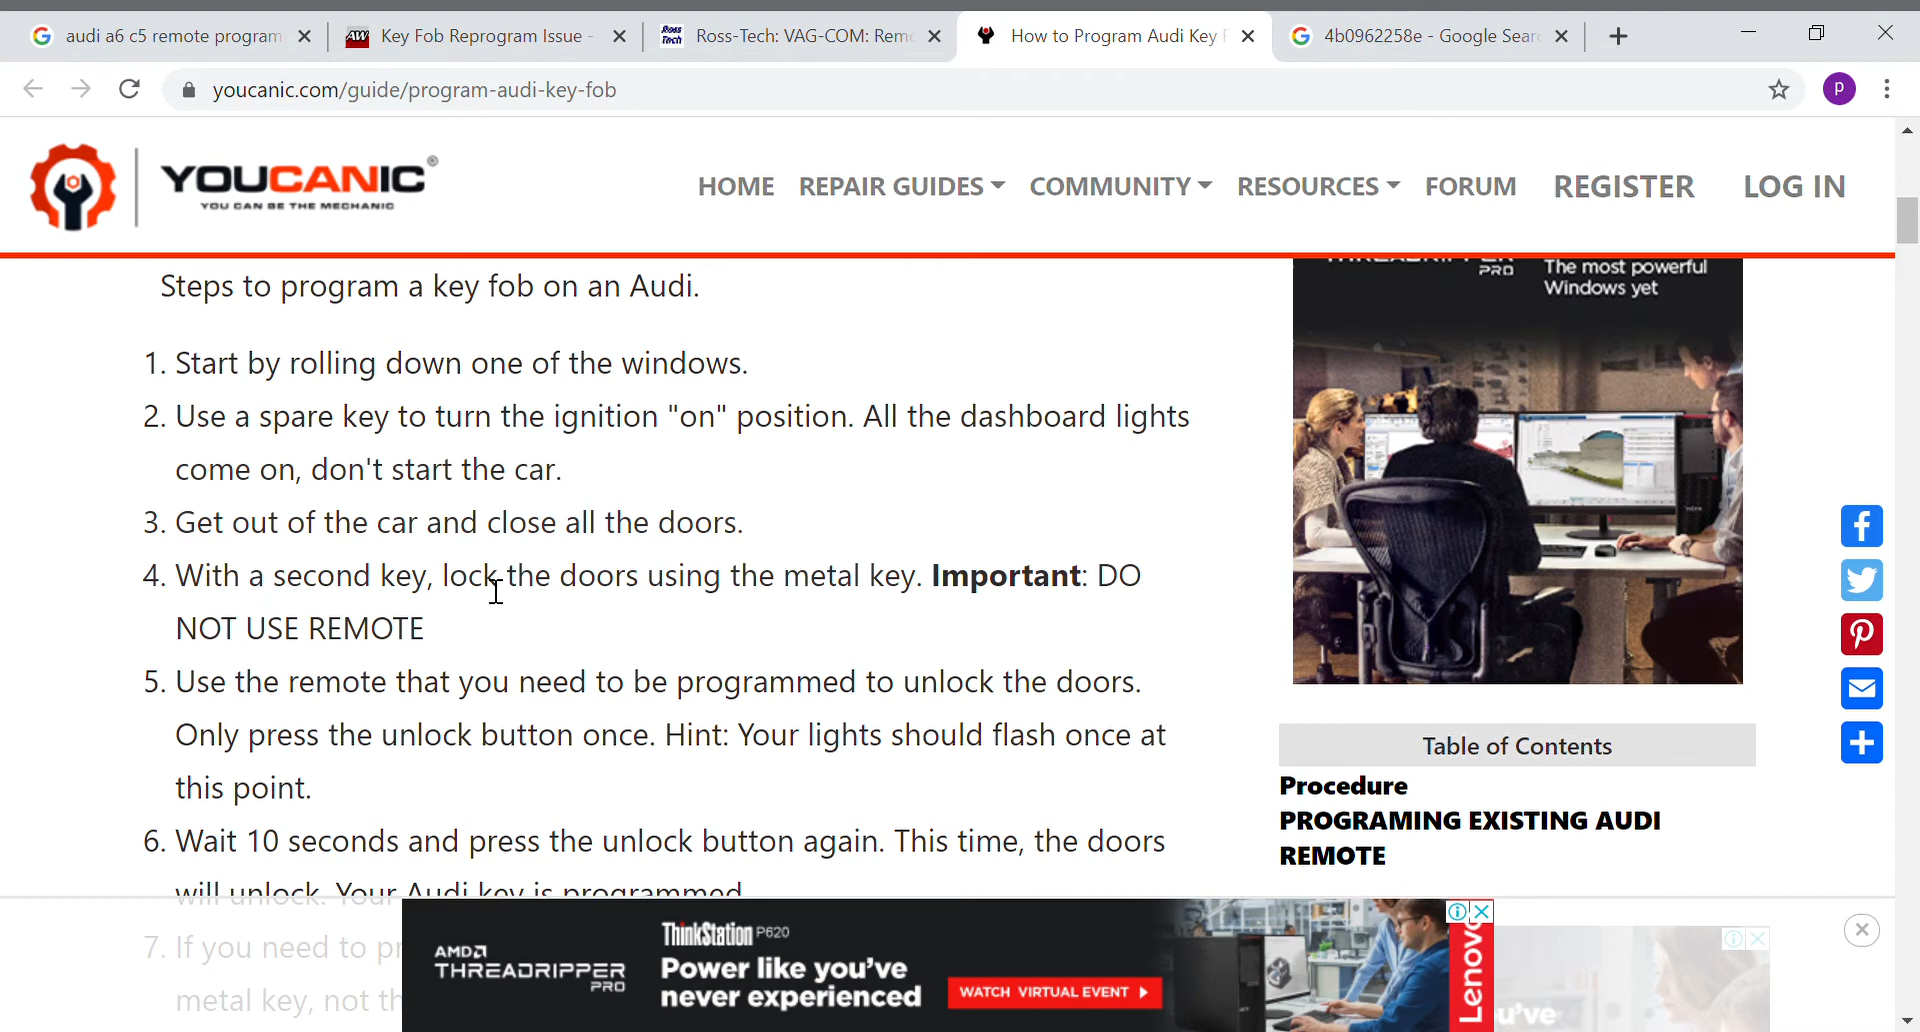 audi a6 c5 remote program
Key Fob Reprogram Issue -
Ross-Tech: VAG-COM: Rem
How to Program Audi Key
4b0962258e - Google Sear
youcanic.com/guide/program-audi-key-fob
p
YOUCANIC®
YOU CAN BE THE MECHANIC
HOME REPAIR GUIDES COMMUNITY RESOURCES FORUM REGISTER LOG IN
Steps to program a key fob on an Audi.
1. Start by rolling down one of the windows.
2. Use a spare key to turn the ignition "on" position. All the dashboard lights
come on, don't start the car.
3. Get out of the car and close all the doors.
4. With a second key, lock the doors using the metal key. Important: DO
NOT USE REMOTE
5. Use the remote that you need to be programmed to unlock the doors.
Only press the unlock button once. Hint: Your lights should flash once at
this point.
6. Wait 10 seconds and press the unlock button again. This time, the doors
will unlock. Your Audi key is programmed.
7. If you need to pr
metal key, not th
THREADRIPPER
PRO
The most powerful
Windows yet
Table of Contents
Procedure
PROGRAMING EXISTING AUDI
REMOTE
AMD
THREADRIPPER
PRO
ThinkStation P620
Power like you've
never experienced
WATCH VIRTUAL EVENT
Lenovo
u've